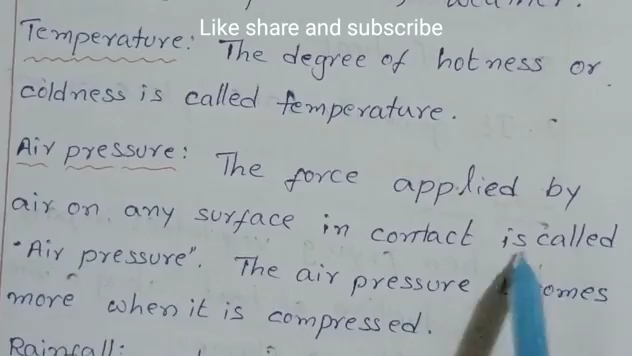 Like share and subscribe
Temperature: The degree of hotness or
coldness is called temperature.
Air pressure: The force applied by
air on any surface in contact is called
"Air pressure". The air pressure
more when it is compressed.
Rainfall: